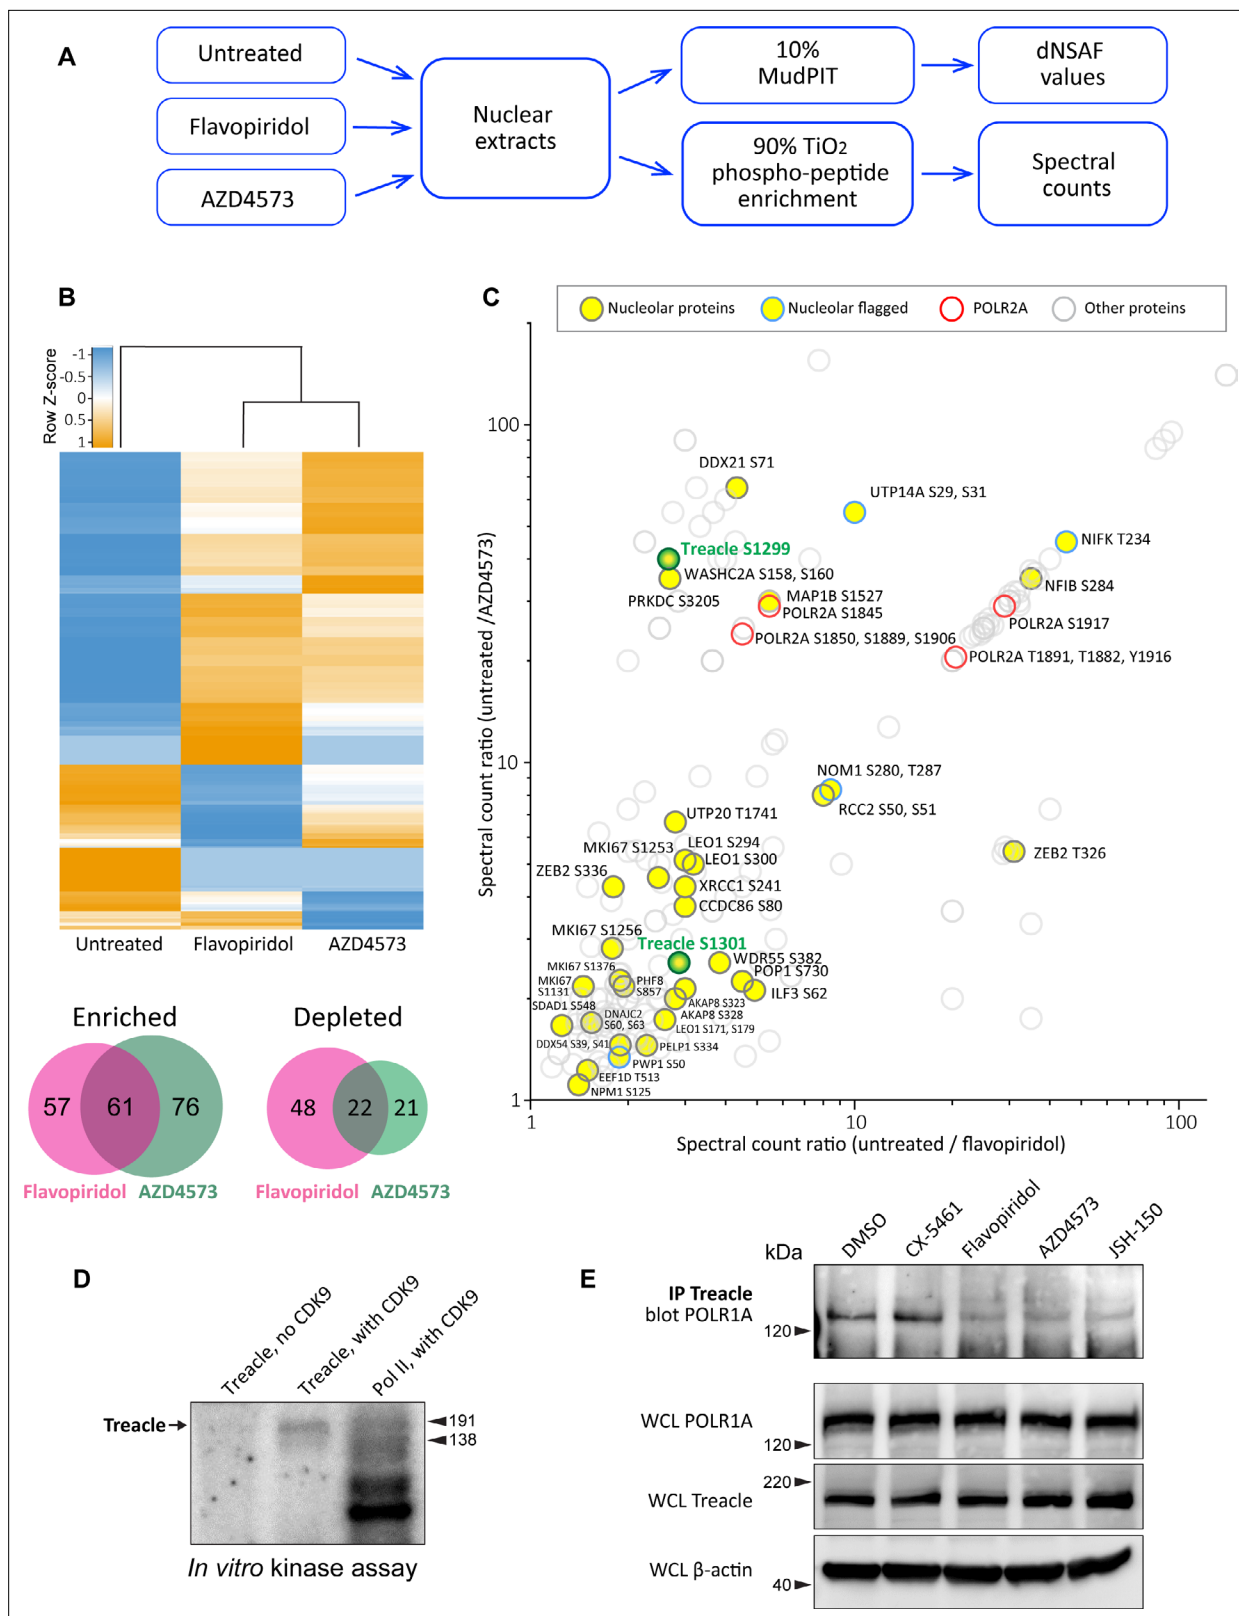 A
Untreated
Flavopiridol
AZD4573
Nuclear
extracts
10%
MudPIT
90% TiO2
phospho-peptide
enrichment
dNSAF
values
Spectral
counts
B
Row Z-score
-1
-0.5
0
0.5
1
Untreated
Flavopiridol
AZD4573
Enriched
57
61
76
Flavopiridol
AZD4573
Depleted
48
22
21
Flavopiridol
AZD4573
C
Nucleolar proteins
Nucleolar flagged
POLR2A
Other proteins
Spectral count ratio (untreated /AZD4573)
100
10
1
DDX21 S71
UTP14A S29, S31
Treacle S1299
NIFK T234
WASHC2A S158, S160
NFIB S284
PRKDC S3205
MAP1B S1527
POLR2A S1845
POLR2A S1917
POLR2A S1850, S1889, S1906
POLR2A T1891, T1882, Y1916
NOM1 S280, T287
RCC2 S50, S51
UTP20 T1741
MKI67 S1253
LEO1 S294
LEO1 S300
ZEB2 T326
ZEB2 S336
XRCC1 S241
CCDC86 S80
MKI67 S1256
Treacle S1301
WDR55 S382
MKI67 S1376
POP1 S730
MKI67
S1131
PHF8
S857
ILF3 S62
AKAP8 S323
SDAD1 S548
DNAJC2
S60, S63
AKAP8 S328
LEO1 S171, S179
DDX54 S39, S41
PELP1 S334
PWP1 S50
EEF1D T513
NPM1 S125
1
10
100
Spectral count ratio (untreated / flavopiridol)
D
Treacle, no CDK9
Treacle, with CDK9
Pol II, with CDK9
Treacle
191
138
In vitro kinase assay
E
kDa
DMSO
CX-5461
Flavopiridol
AZD4573
JSH-150
IP Treacle
blot POLR1A
120
WCL POLR1A
120
220
WCL Treacle
WCL β-actin
40